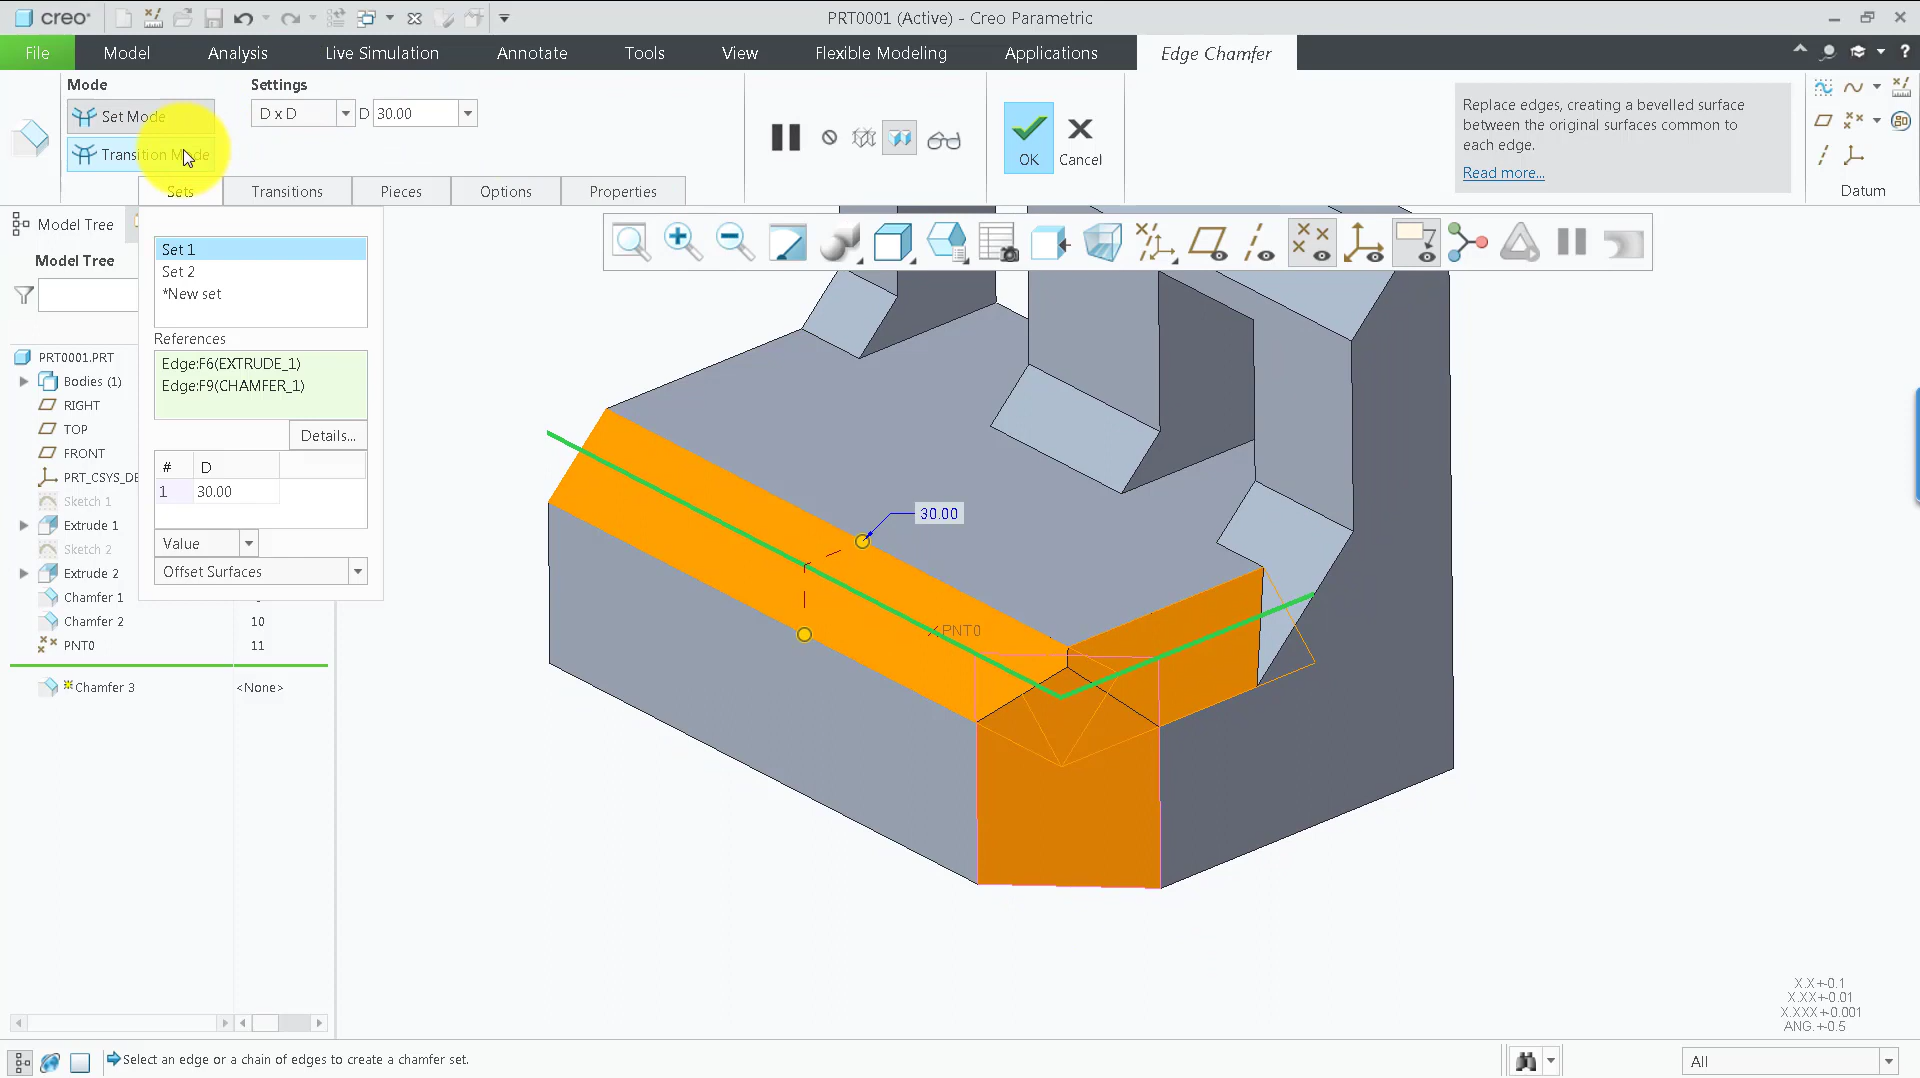 creo
PRT0001 (Active) - Creo Parametric
File
Model
Analysis
Live Simulation
Annotate
Tools
View
Flexible Modeling
Applications
Edge Chamfer
Mode
Set Mode
Transition Mode
Settings
D x D
D
30.00
OK
Cancel
Replace edges, creating a bevelled surface
between the original surfaces common to
each edge.
Read more...
Datum
Sets
Transitions
Pieces
Options
Properties
Model Tree
Model Tree
PRT0001.PRT
Bodies (1)
RIGHT
TOP
FRONT
PRT_CSYS_DE
Sketch 1
Extrude 1
Sketch 2
Extrude 2
Chamfer 1
Chamfer 2
10
PNT0
11
Chamfer 3
<None>
Set 1
Set 2
*New set
References
Edge:F6(EXTRUDE_1)
Edge:F9(CHAMFER_1)
Details...
# D
1 30.00
Value
Offset Surfaces
30.00
PNT0
X.X+-0.1
X.XX+-0.01
X.XXX+-0.001
ANG.+-0.5
Select an edge or a chain of edges to create a chamfer set.
All